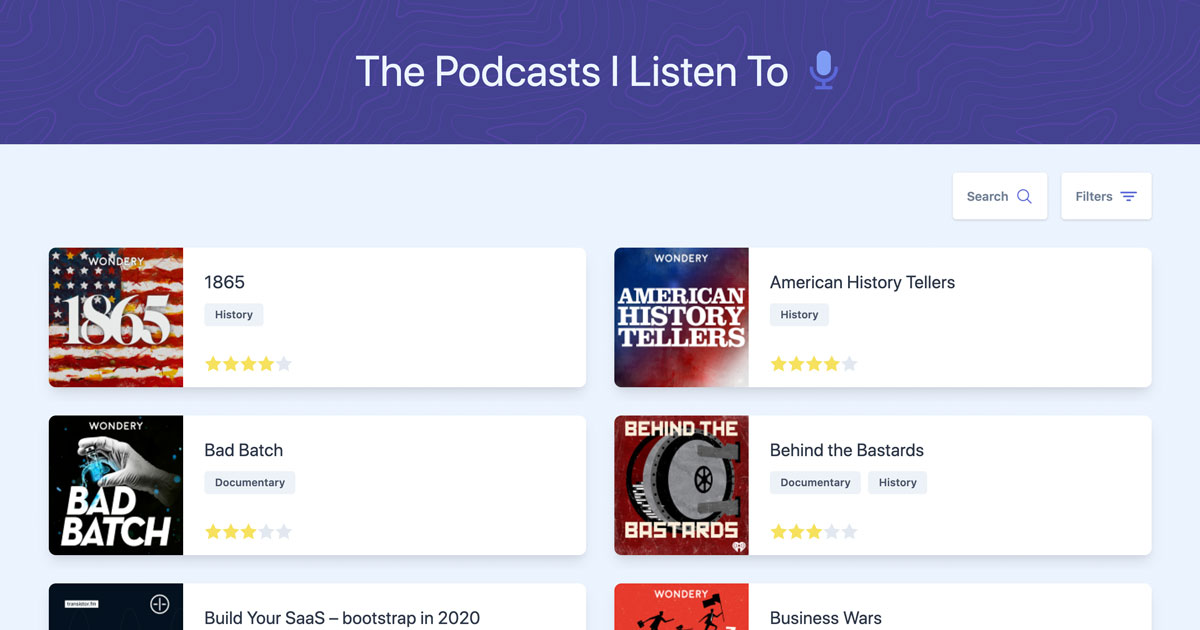 The Podcasts I Listen To
Search
Filters
WONDERY
1865
1865
History
WONDERY
AMERICAN
HISTORY
TELLERS
American History Tellers
History
WONDERY
BAD
BATCH
Bad Batch
Documentary
BEHIND THE
BASTARDS
Behind the Bastards
Documentary
History
transistor.fm
Build Your SaaS – bootstrap in 2020
WONDERY
Business Wars